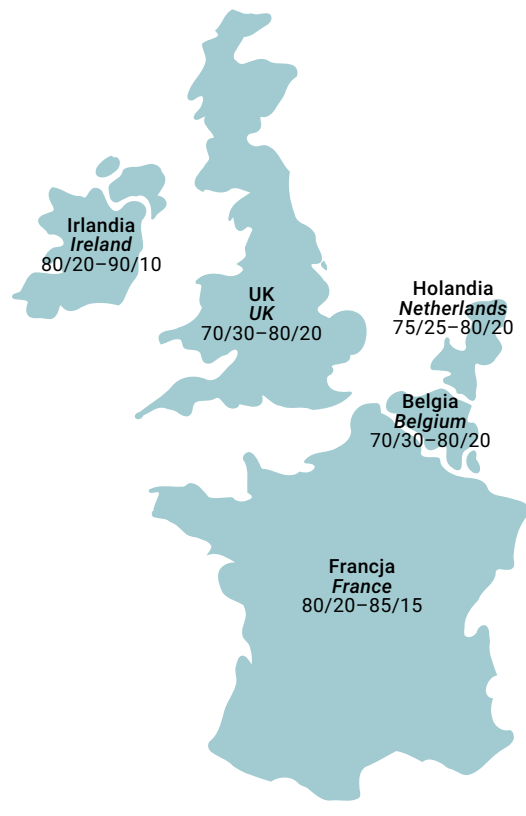 Irlandia
Ireland
80/20–90/10
UK
UK
70/30–80/20
Holandia
Netherlands
75/25–80/20
Belgia
Belgium
70/30–80/20
Francja
France
80/20–85/15